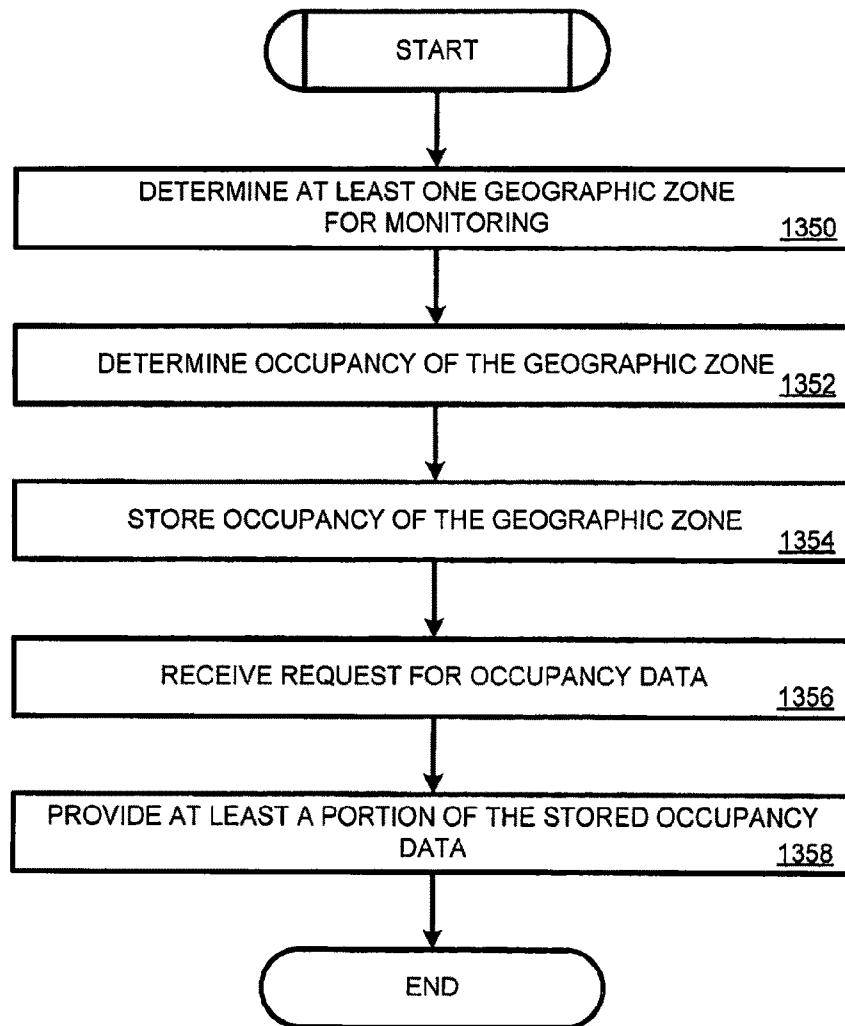 START
DETERMINE AT LEAST ONE GEOGRAPHIC ZONE
FOR MONITORING
1350
DETERMINE OCCUPANCY OF THE GEOGRAPHIC ZONE
1352
STORE OCCUPANCY OF THE GEOGRAPHIC ZONE
1354
RECEIVE REQUEST FOR OCCUPANCY DATA
1356
PROVIDE AT LEAST A PORTION OF THE STORED OCCUPANCY
DATA
1358
END